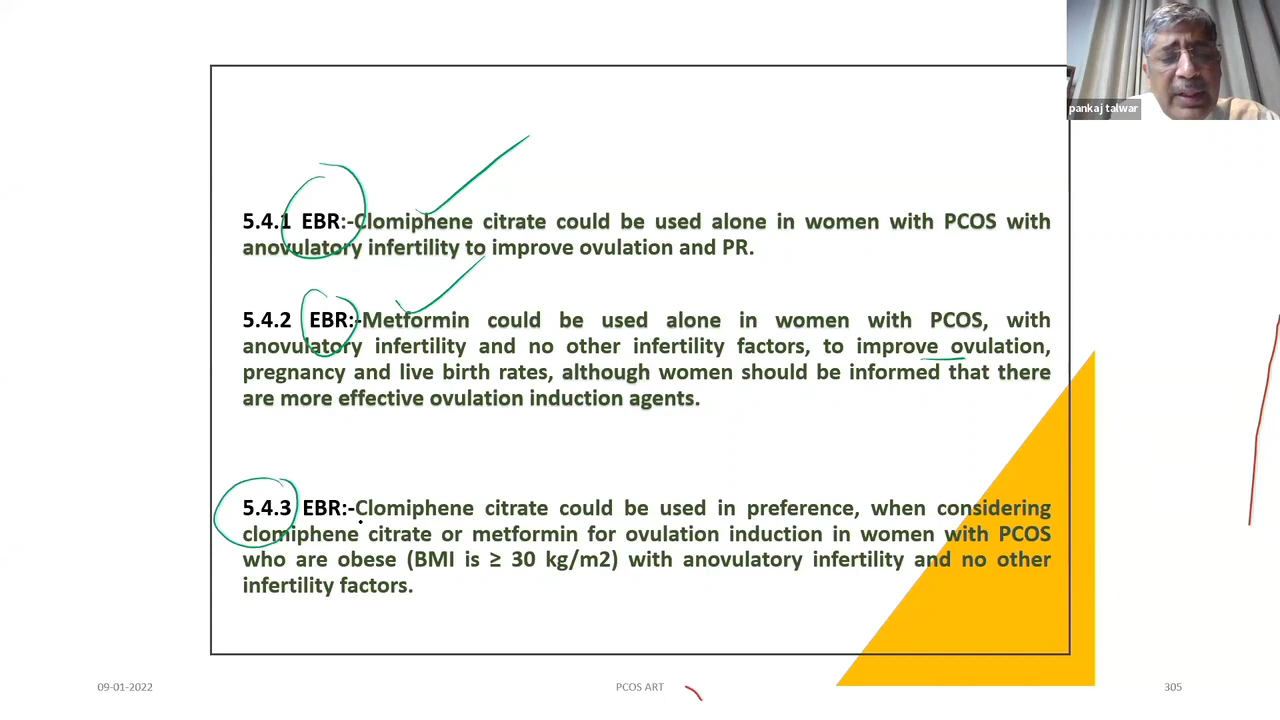 pankaj talwar
5.4.1 EBR:-Clomiphene citrate could be used alone in women with PCOS with
anovulatory infertility to improve ovulation and PR.
5.4.2 EBR:-Metformin could be used alone in women with PCOS, with
anovulatory infertility and no other infertility factors, to improve ovulation,
pregnancy and live birth rates, although women should be informed that there
are more effective ovulation induction agents.
5.4.3 EBR:-Clomiphene citrate could be used in preference, when considering
clomiphene citrate or metformin for ovulation induction in women with PCOS
who are obese (BMI is ≥ 30 kg/m2) with anovulatory infertility and no other
infertility factors.
09-01-2022
PCOS ART
305